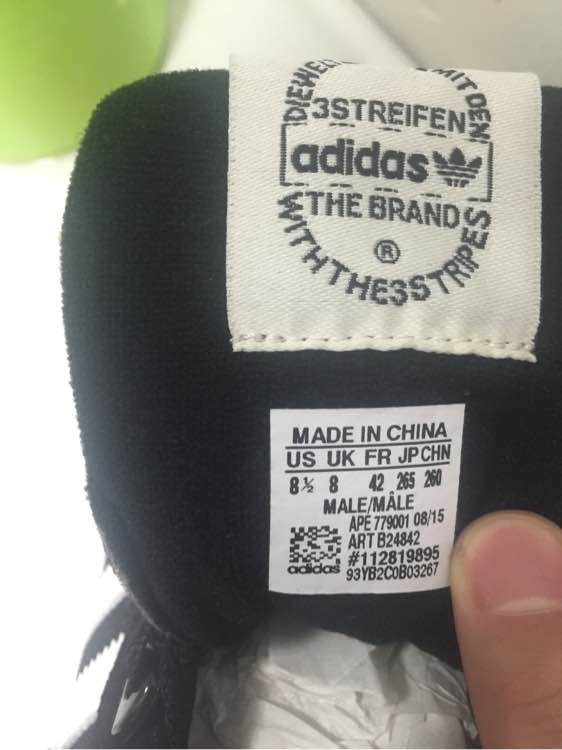 DIE WEL MIT DEN
3STREIFEN
adidas
THE BRAND
®
WITH THE 3 STRIPES
MADE IN CHINA
US UK FR JP CHN
8½ 8 42 265 260
MALE/MÂLE
APE 779001 08/15
ART B24842
#112819895
adidas 93YB2C0B03267